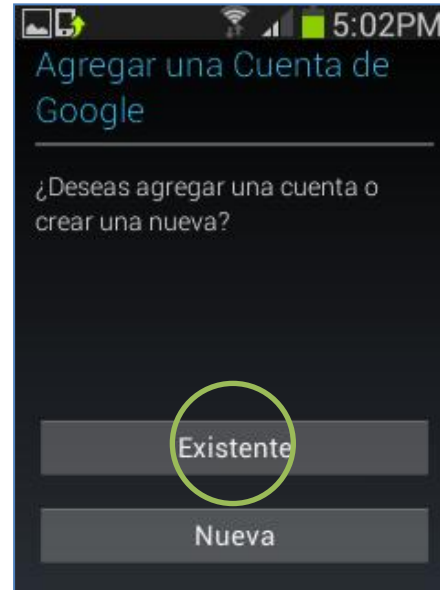 5:02PM
Agregar una Cuenta de
Google
¿Deseas agregar una cuenta o
crear una nueva?
Existente
Nueva